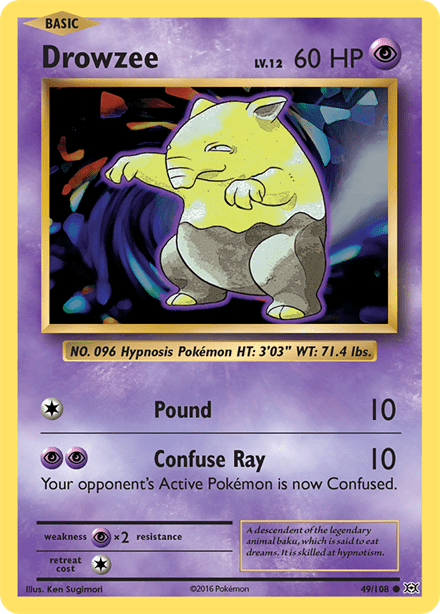 BASIC
Drowzee LV.12 60 HP
NO. 096 Hypnosis Pokémon HT: 3'03" WT: 71.4 lbs.
Pound 10
Confuse Ray 10
Your opponent's Active Pokémon is now Confused.
weakness ×2 resistance
retreat cost
A descendent of the legendary
animal baku, which is said to eat
dreams. It is skilled at hypnotism.
Illus. Ken Sugimori ©2016 Pokémon 49/108